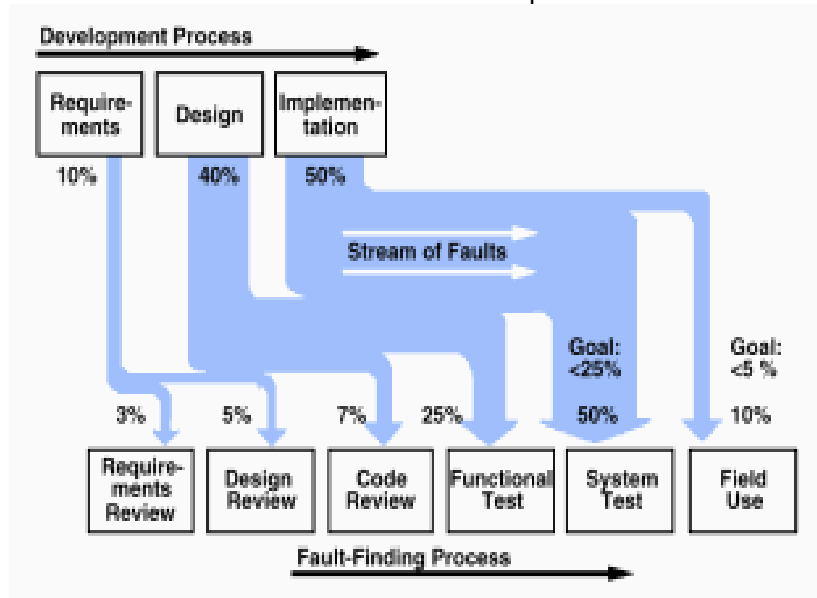 Development Process
Require-
ments
Design
Implemen-
tation
10%
40%
50%
Stream of Faults
Goal:
<25%
Goal:
<5 %
3%
5%
7%
25%
50%
10%
Require-
ments
Review
Design
Review
Code
Review
Functional
Test
System
Test
Field
Use
Fault-Finding Process